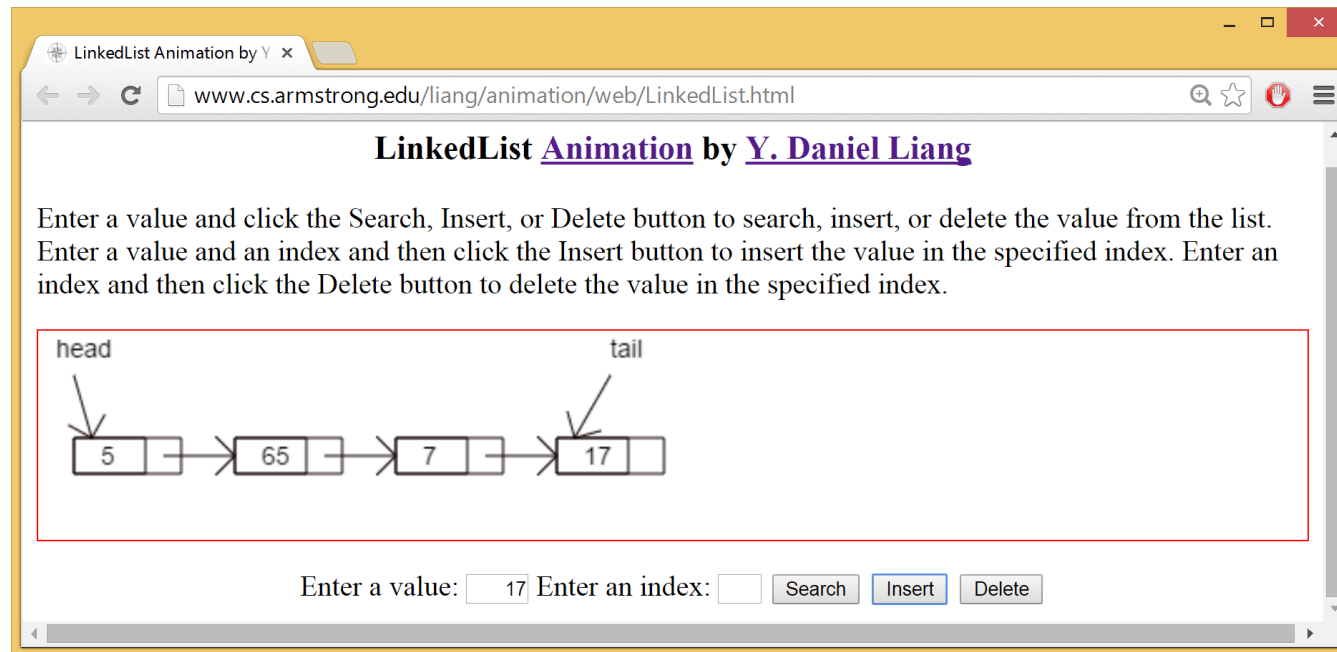 LinkedList Animation by Y
www.cs.armstrong.edu/liang/animation/web/LinkedList.html
LinkedList Animation by Y. Daniel Liang
Enter a value and click the Search, Insert, or Delete button to search, insert, or delete the value from the list.
Enter a value and an index and then click the Insert button to insert the value in the specified index. Enter an
index and then click the Delete button to delete the value in the specified index.
head tail
5 65 7 17
Enter a value: 17 Enter an index: Search Insert Delete